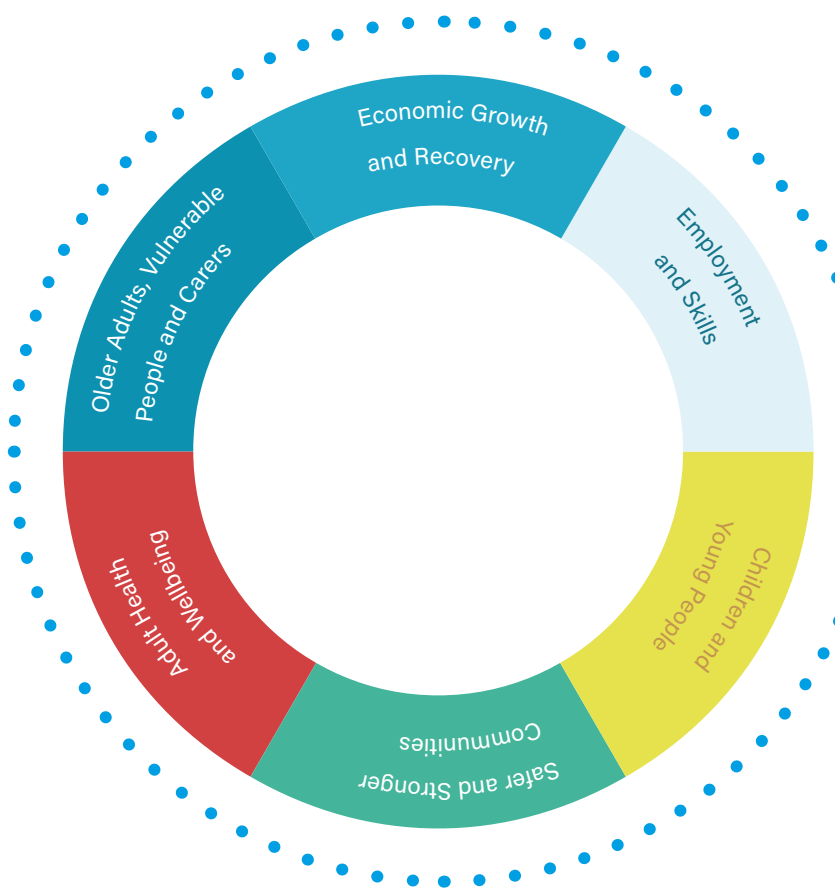 Economic Growth
and Recovery
Employment
and Skills
Children and
Young People
Safer and Stronger
Communities
Adult Health
and Wellbeing
Older Adults, Vulnerable
People and Carers